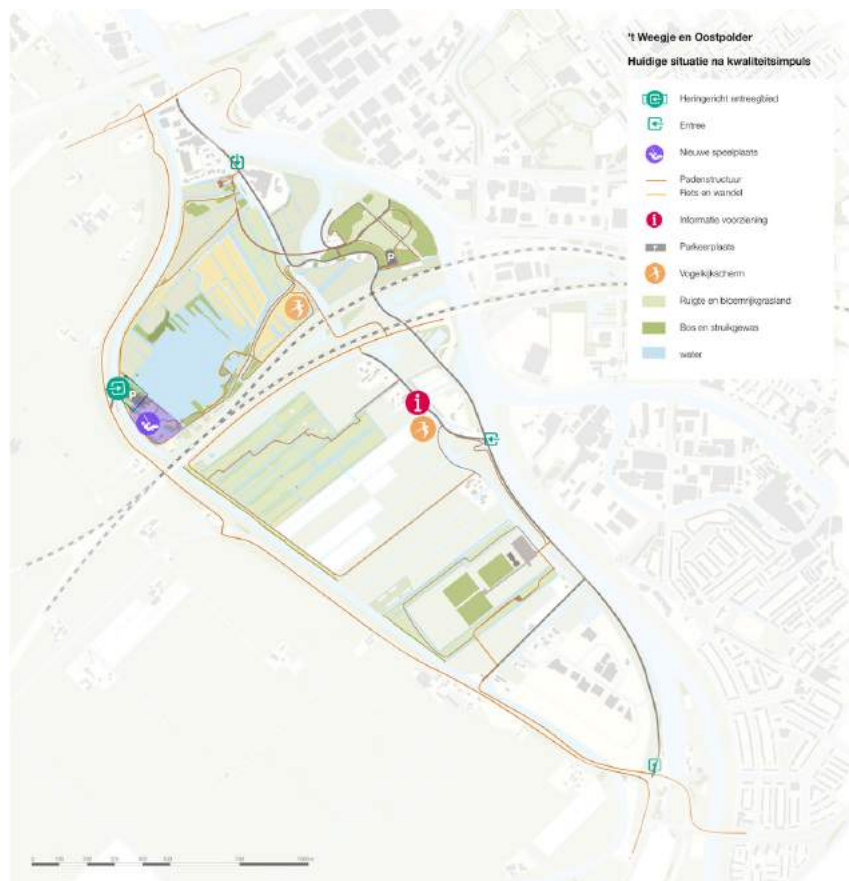 't Weegje en Oostpolder
Huidige situatie na kwaliteitsimpuls
Heringericht entreegbied
Entree
Nieuwe speelplaats
Padenstructuur
Fiets en wandel
i
Informatie voorziening
P
Parkeerplaats
Vogelkijkscherm
Ruigte en bloemrijkgrasland
Bos en struikgewas
water
P
P
i
0